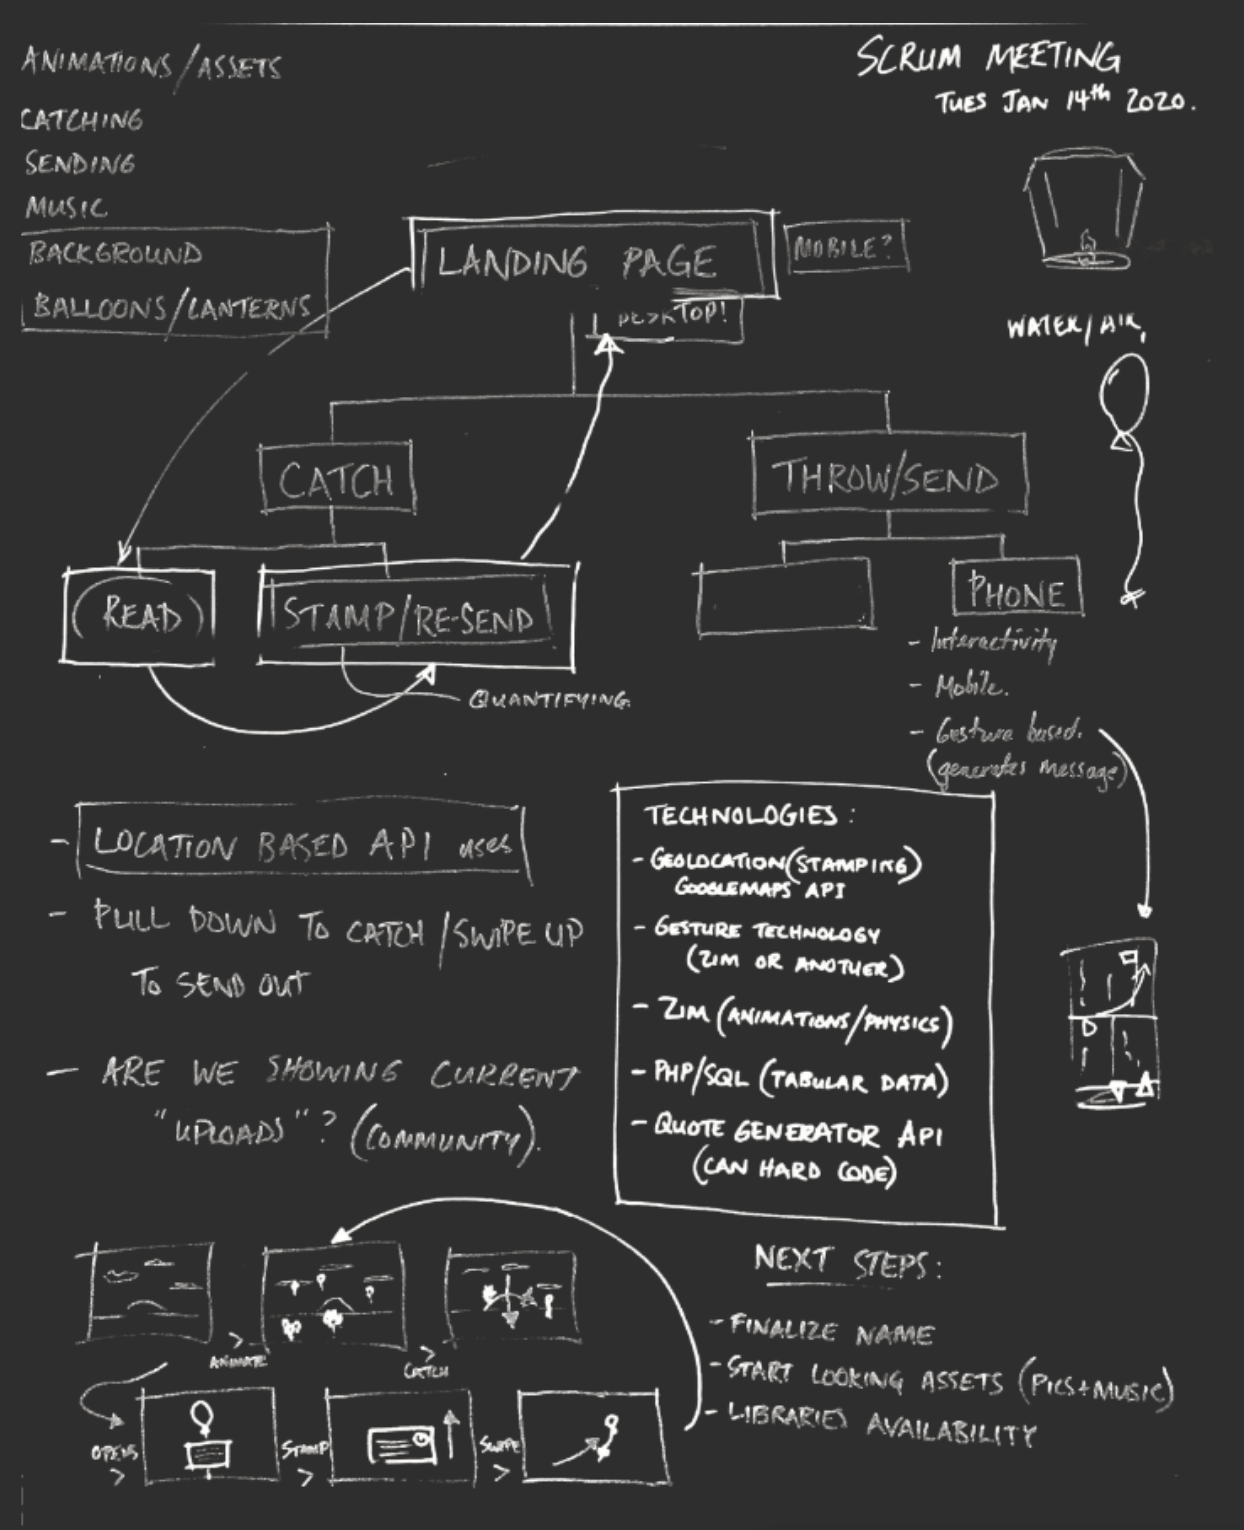 SCRUM MEETING
TUES JAN 14th 2020.
ANIMATIONS/ASSETS
CATCHING
SENDING
MUSIC
BACKGROUND
BALLOONS/LANTERNS
LANDING PAGE
MOBILE?
DESKTOP!
WATER/AIR,
CATCH
THROW/SEND
(READ)
STAMP/RE-SEND
PHONE
QUANTIFYING.
- Interactivity
- Mobile.
- Gesture based.
(generates message)
- LOCATION BASED API uses
- PULL DOWN TO CATCH/SWIPE UP
TO SEND OUT
- ARE WE SHOWING CURRENT
"UPLOADS"? (COMMUNITY).
TECHNOLOGIES:
- GEOLOCATION (STAMPING)
GOOGLEMAPS API
- GESTURE TECHNOLOGY
(ZIM OR ANOTHER)
- ZIM (ANIMATIONS/PHYSICS)
- PHP/SQL (TABULAR DATA)
- QUOTE GENERATOR API
(CAN HARD CODE)
> ANIMATE
> CATCH
OPENS >
STAMP >
SWIPE >
NEXT STEPS:
- FINALIZE NAME
- START LOOKING ASSETS (PICS+MUSIC)
- LIBRARIES AVAILABILITY